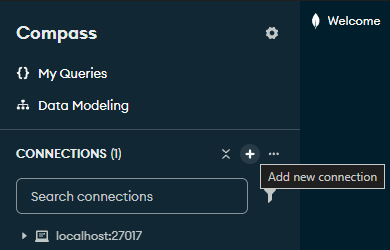 Compass
Welcome
My Queries
Data Modeling
CONNECTIONS (1)
Add new connection
Search connections
localhost:27017